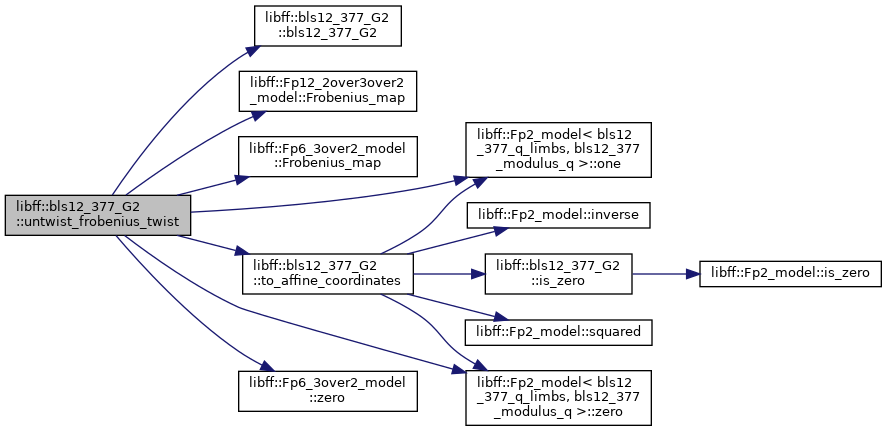 libff::bls12_377_G2
::untwist_frobenius_twist
libff::bls12_377_G2
::bls12_377_G2
libff::Fp12_2over3over2
_model::Frobenius_map
libff::Fp6_3over2_model
::Frobenius_map
libff::bls12_377_G2
::to_affine_coordinates
libff::Fp6_3over2_model
::zero
libff::Fp2_model< bls12
_377_q_limbs, bls12_377
_modulus_q >::one
libff::Fp2_model::inverse
libff::bls12_377_G2
::is_zero
libff::Fp2_model::squared
libff::Fp2_model< bls12
_377_q_limbs, bls12_377
_modulus_q >::zero
libff::Fp2_model::is_zero